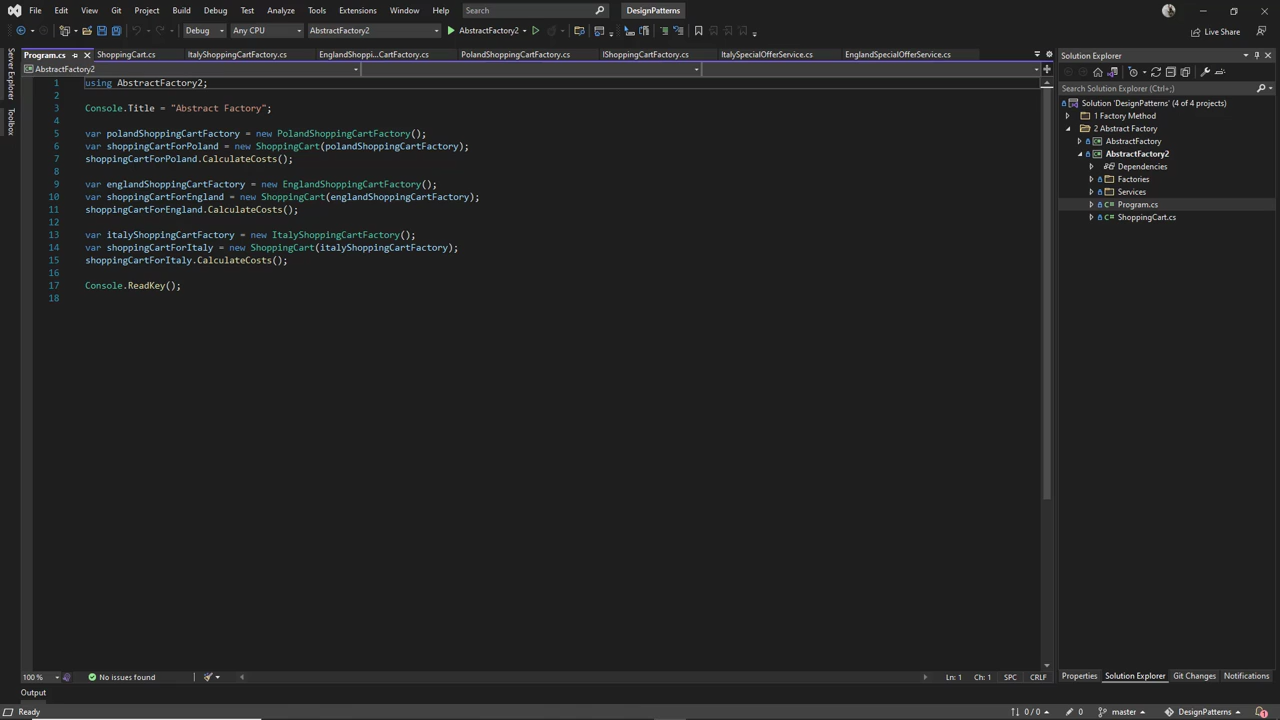 File Edit View Git Project Build Debug Test Analyze Tools Extensions Window Help Search DesignPatterns
Debug Any CPU AbstractFactory2 AbstractFactory2 Live Share
Server Explorer
Toolbox
Program.cs ShoppingCart.cs ItalyShoppingCartFactory.cs EnglandShoppi...CartFactory.cs PolandShoppingCartFactory.cs IShoppingCartFactory.cs ItalySpecialOfferService.cs EnglandSpecialOfferService.cs
AbstractFactory2
1 using AbstractFactory2;
2
3 Console.Title = "Abstract Factory";
4
5 var polandShoppingCartFactory = new PolandShoppingCartFactory();
6 var shoppingCartForPoland = new ShoppingCart(polandShoppingCartFactory);
7 shoppingCartForPoland.CalculateCosts();
8
9 var englandShoppingCartFactory = new EnglandShoppingCartFactory();
10 var shoppingCartForEngland = new ShoppingCart(englandShoppingCartFactory);
11 shoppingCartForEngland.CalculateCosts();
12
13 var italyShoppingCartFactory = new ItalyShoppingCartFactory();
14 var shoppingCartForItaly = new ShoppingCart(italyShoppingCartFactory);
15 shoppingCartForItaly.CalculateCosts();
16
17 Console.ReadKey();
18
Solution Explorer
Search Solution Explorer (Ctrl+;)
Solution 'DesignPatterns' (4 of 4 projects)
1 Factory Method
2 Abstract Factory
AbstractFactory
AbstractFactory2
Dependencies
Factories
Services
C# Program.cs
C# ShoppingCart.cs
100 % No issues found Ln: 1 Ch: 1 SPC CRLF
Properties Solution Explorer Git Changes Notifications
Output
Ready 0 / 0 0 master DesignPatterns 1